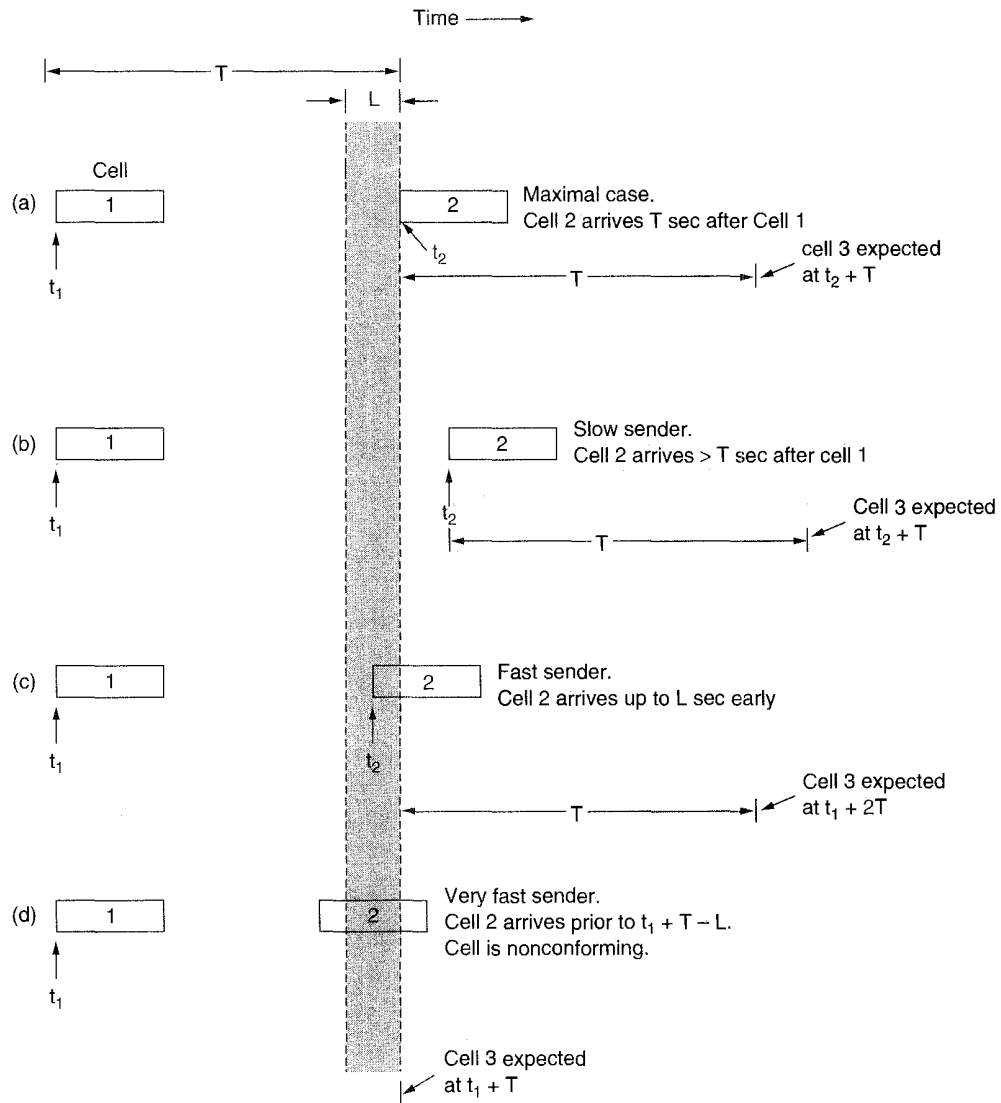 Time
T
L
Cell
(a)
1
2
Maximal case.
Cell 2 arrives T sec after Cell 1
t1
t2
T
cell 3 expected
at t2 + T
(b)
1
2
Slow sender.
Cell 2 arrives > T sec after cell 1
t1
t2
T
Cell 3 expected
at t2 + T
(c)
1
2
Fast sender.
Cell 2 arrives up to L sec early
t1
t2
T
Cell 3 expected
at t1 + 2T
(d)
1
2
Very fast sender.
Cell 2 arrives prior to t1 + T – L.
Cell is nonconforming.
t1
Cell 3 expected
at t1 + T